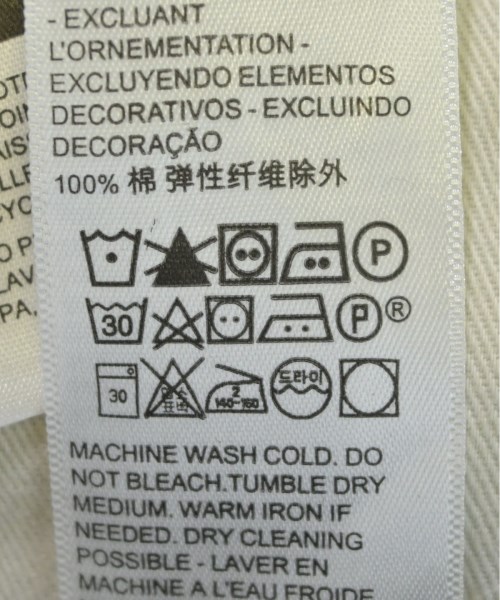 - EXCLUANT
L'ORNEMENTATION -
EXCLUYENDO ELEMENTOS
DECORATIVOS - EXCLUINDO
DECORAÇÃO
100% 棉 弹性纤维除外
P
30 P ®
30 2 140~160 드라이
MACHINE WASH COLD. DO
NOT BLEACH.TUMBLE DRY
MEDIUM. WARM IRON IF
NEEDED. DRY CLEANING
POSSIBLE - LAVER EN
MACHINE A L'EAU FROIDE